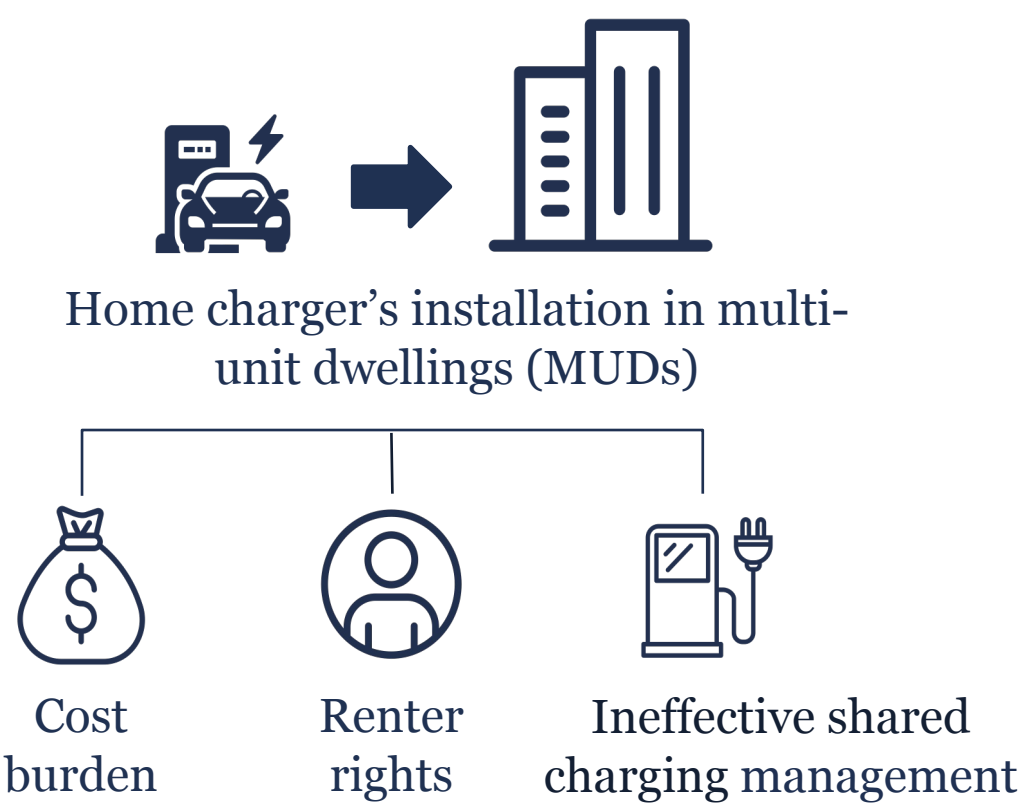 Home charger’s installation in multi-
unit dwellings (MUDs)
$
Cost
burden
Renter
rights
Ineffective shared
charging management